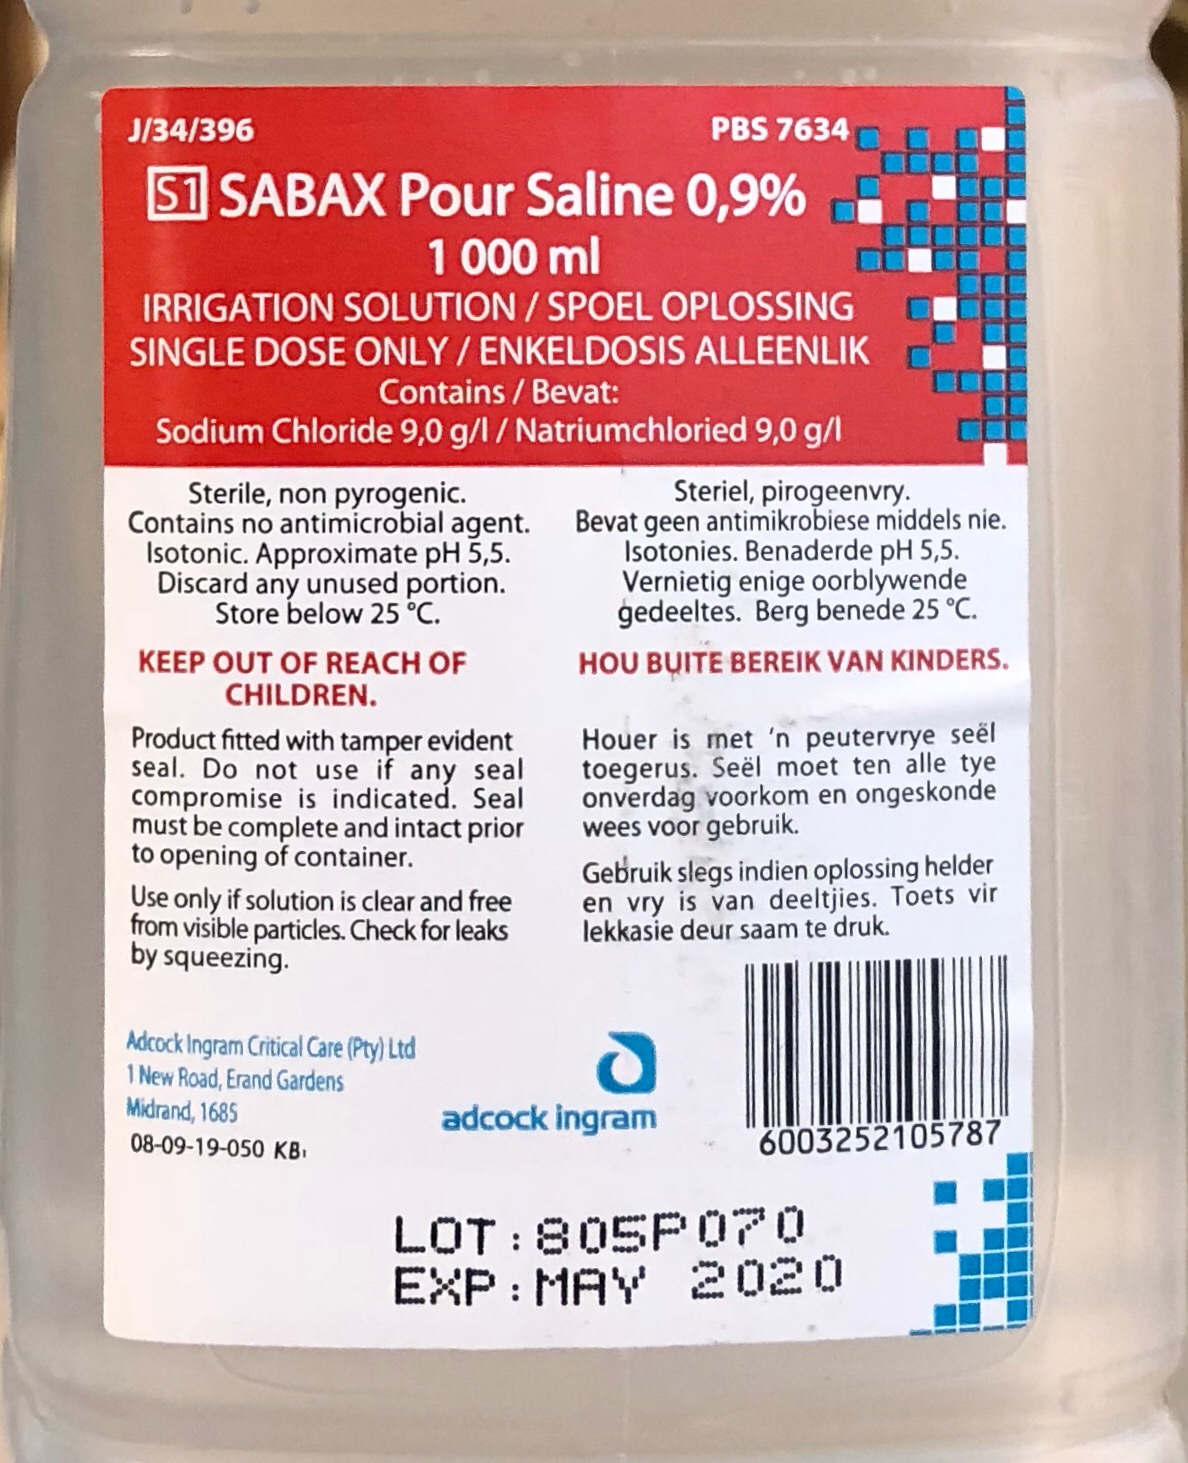 J/34/396
PBS 7634
S1 SABAX Pour Saline 0,9%
1 000 ml
IRRIGATION SOLUTION / SPOEL OPLOSSING
SINGLE DOSE ONLY / ENKELDOSIS ALLEENLIK
Contains / Bevat:
Sodium Chloride 9,0 g/l / Natriumchloried 9,0 g/l
Sterile, non pyrogenic.
Contains no antimicrobial agent.
Isotonic. Approximate pH 5,5.
Discard any unused portion.
Store below 25 °C.
KEEP OUT OF REACH OF
CHILDREN.
Product fitted with tamper evident
seal. Do not use if any seal
compromise is indicated. Seal
must be complete and intact prior
to opening of container.
Use only if solution is clear and free
from visible particles. Check for leaks
by squeezing.
Steriel, pirogeenvry.
Bevat geen antimikrobiese middels nie.
Isotonies. Benaderde pH 5,5.
Vernietig enige oorblywende
gedeeltes. Berg benede 25 °C.
HOU BUITE BEREIK VAN KINDERS.
Houer is met 'n peutervrye seël
toegerus. Seël moet ten alle tye
onverdag voorkom en ongeskonde
wees voor gebruik.
Gebruik slegs indien oplossing helder
en vry is van deeltjies. Toets vir
lekkasie deur saam te druk.
Adcock Ingram Critical Care (Pty) Ltd
1 New Road, Erand Gardens
Midrand, 1685
08-09-19-050 KB1
adcock ingram
6003252105787
LOT:805P070
EXP:MAY 2020